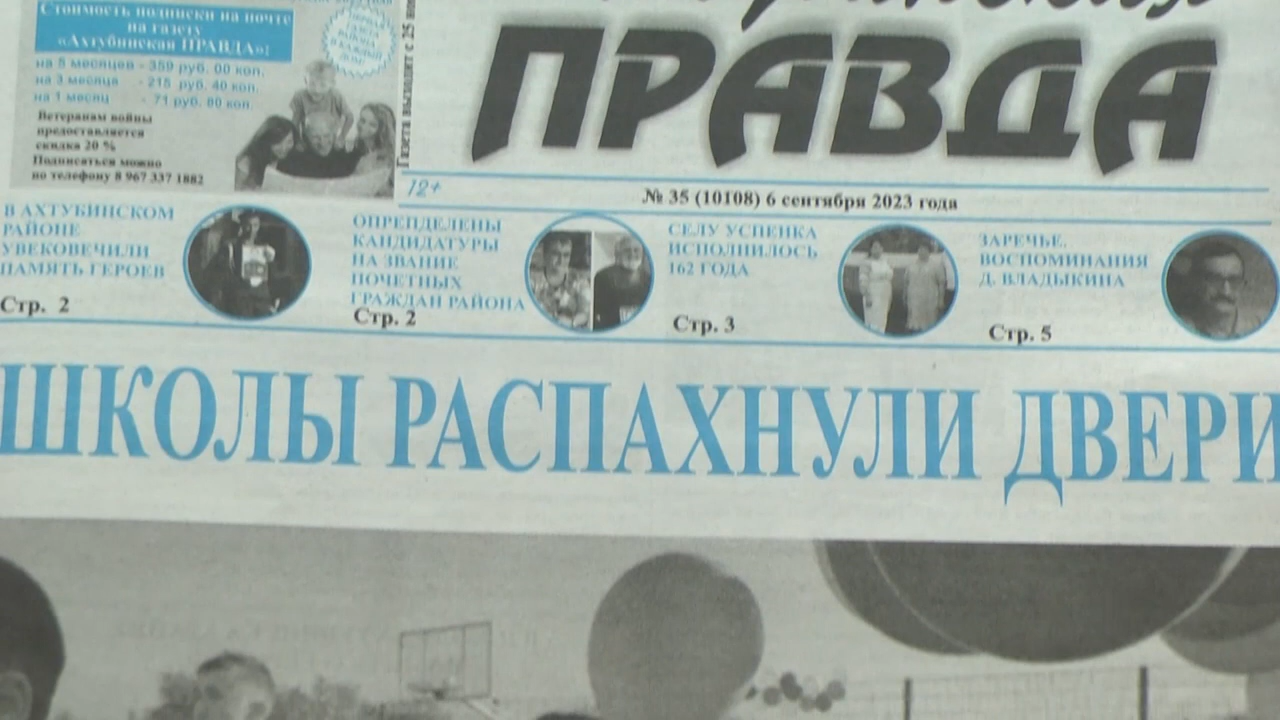 Стоимость подписки на почте
на газету
«Ахтубинская ПРАВДА»:
на 5 месяцев - 359 руб. 00 коп.
на 3 месяца - 215 руб. 40 коп.
на 1 месяц - 71 руб. 80 коп.
Ветеранам войны
предоставляется
скидка 20 %
Подписаться можно
по телефону 8 967 337 1882
Газета выходит с 25
ПРАВДА
12+
№ 35 (10108) 6 сентября 2023 года
В АХТУБИНСКОМ
РАЙОНЕ
УВЕКОВЕЧИЛИ
ПАМЯТЬ ГЕРОЕВ
Стр. 2
ОПРЕПДЕЛЕНЫ
КАНДИДАТУРЫ
НА ЗВАНИЕ
ПОЧЕТНЫХ
ГРАЖДАН РАЙОНА
Стр. 2
СЕЛУ УСПЕНКА
ИСПОЛНИЛОСЬ
162 ГОДА
Стр. 3
ЗАРЕЧЬЕ.
ВОСПОМИНАНИЯ
Д. ВЛАДЫКИНА
Стр. 5
ШКОЛЫ РАСПАХНУЛИ ДВЕРИ